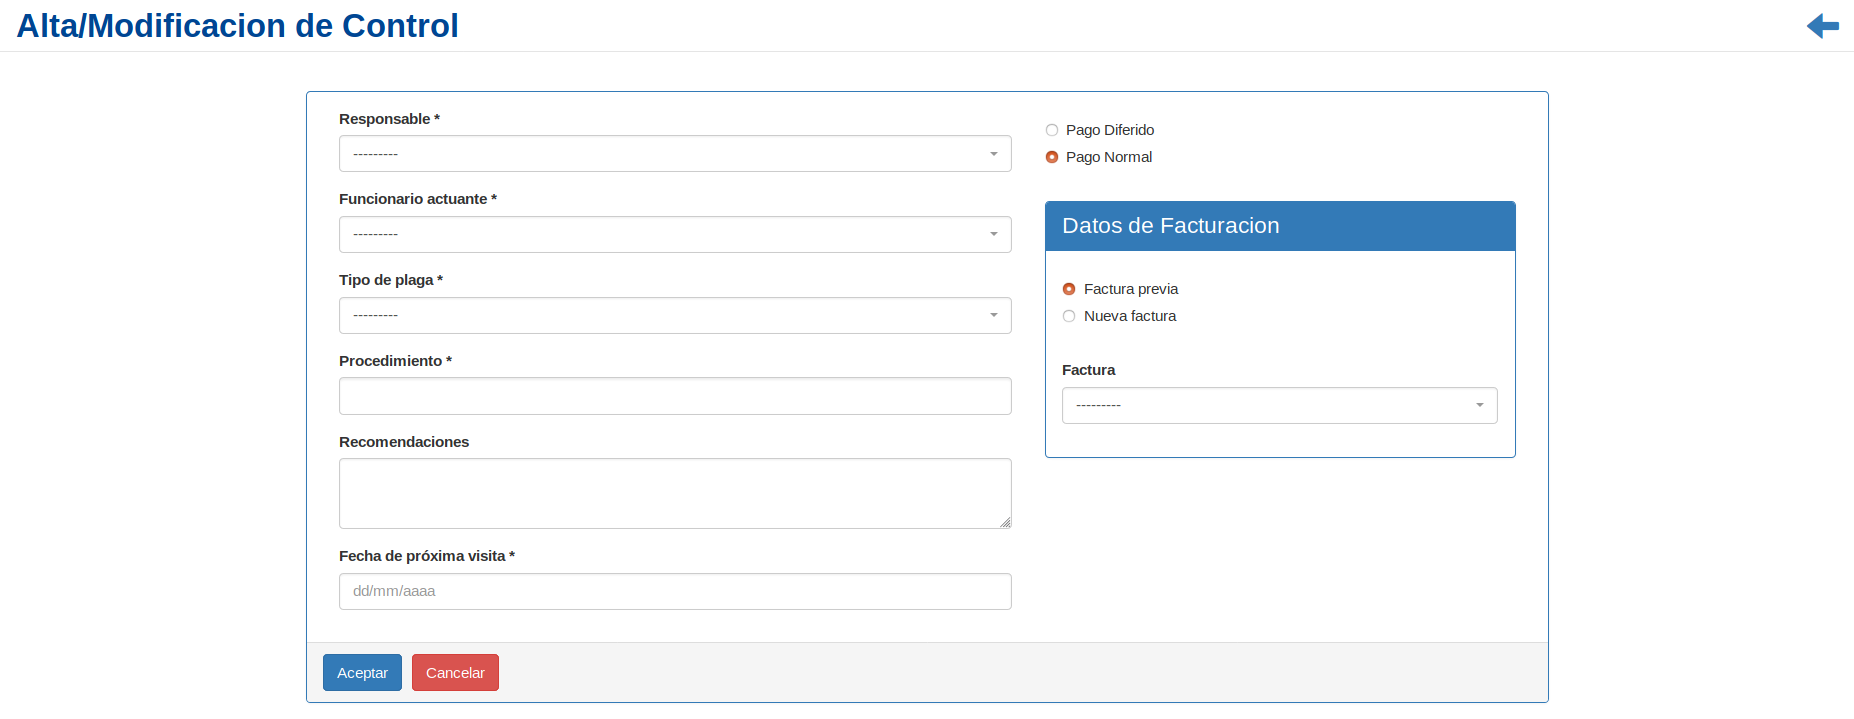 Alta/Modificacion de Control
Responsable *
---------
Funcionario actuante *
---------
Tipo de plaga *
---------
Procedimiento *
Recomendaciones
Fecha de próxima visita *
dd/mm/aaaa
Pago Diferido
Pago Normal
Datos de Facturacion
Factura previa
Nueva factura
Factura
---------
Aceptar
Cancelar